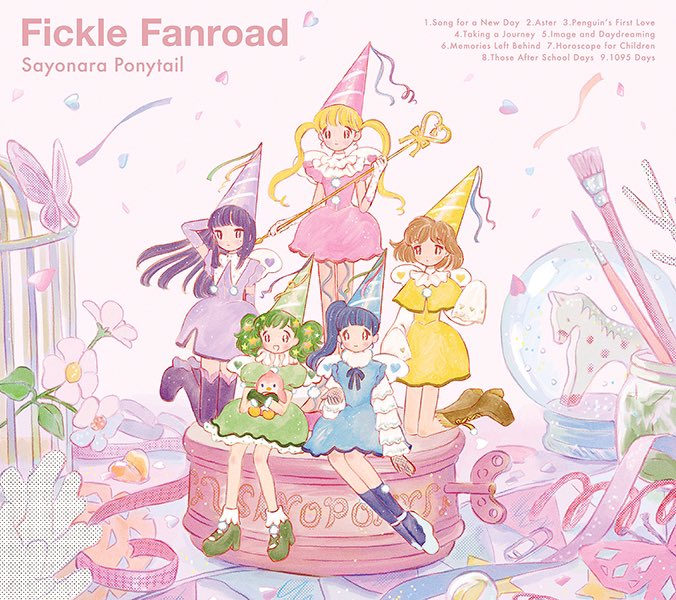 Fickle Fanroad
Sayonara Ponytail
1.Song for a New Day 2.Aster 3.Penguin's First Love
4.Taking a Journey 5.Image and Daydreaming
6.Memories Left Behind 7.Horoscope for Children
8.Those After School Days 9.1095 Days